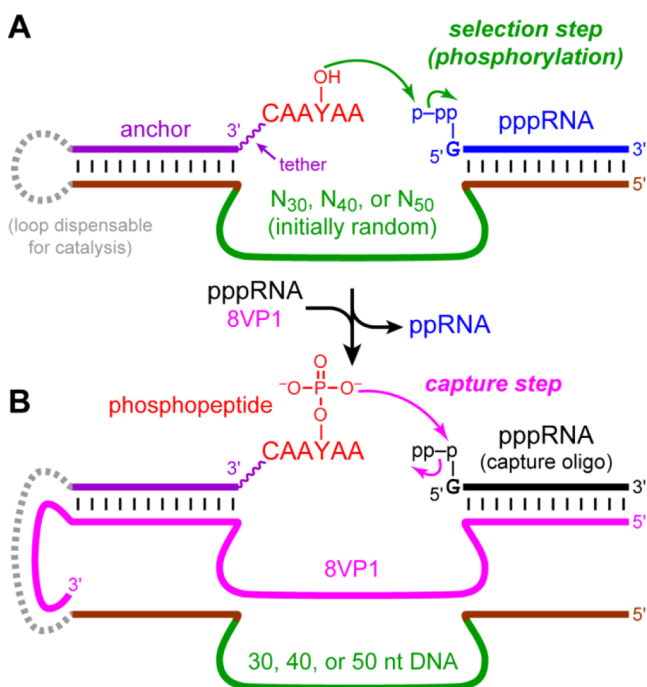 A
selection step
(phosphorylation)
OH
CAAYAA
p–pp
anchor
3'
tether
pppRNA
5'
G
3'
5'
(loop dispensable
for catalysis)
N30, N40, or N50
(initially random)
pppRNA
8VP1
ppRNA
B
O
⁻O–P–O⁻
O
phosphopeptide
capture step
CAAYAA
pp–p
pppRNA
(capture oligo)
3'
5'
G
3'
5'
8VP1
3'
5'
30, 40, or 50 nt DNA